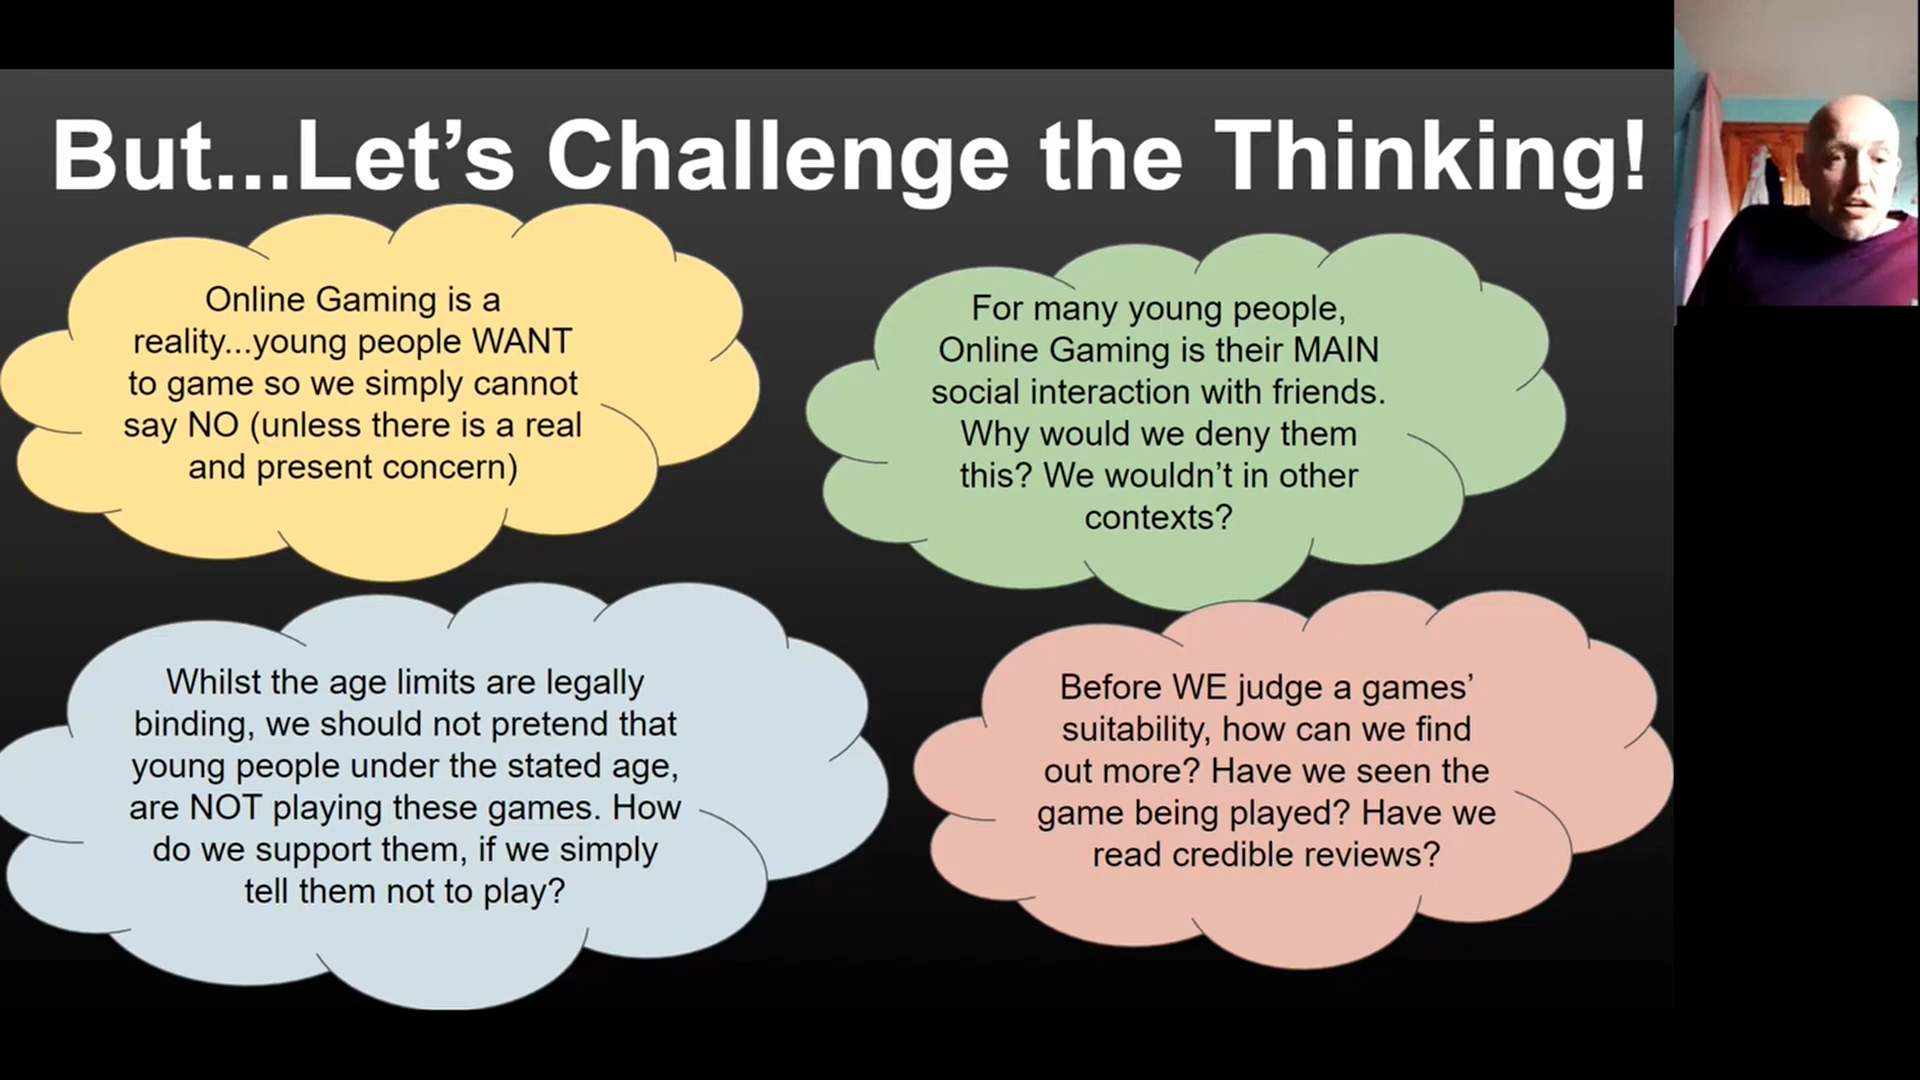 But...Let’s Challenge the Thinking!
Online Gaming is a
reality...young people WANT
to game so we simply cannot
say NO (unless there is a real
and present concern)
For many young people,
Online Gaming is their MAIN
social interaction with friends.
Why would we deny them
this? We wouldn’t in other
contexts?
Whilst the age limits are legally
binding, we should not pretend that
young people under the stated age,
are NOT playing these games. How
do we support them, if we simply
tell them not to play?
Before WE judge a games’
suitability, how can we find
out more? Have we seen the
game being played? Have we
read credible reviews?